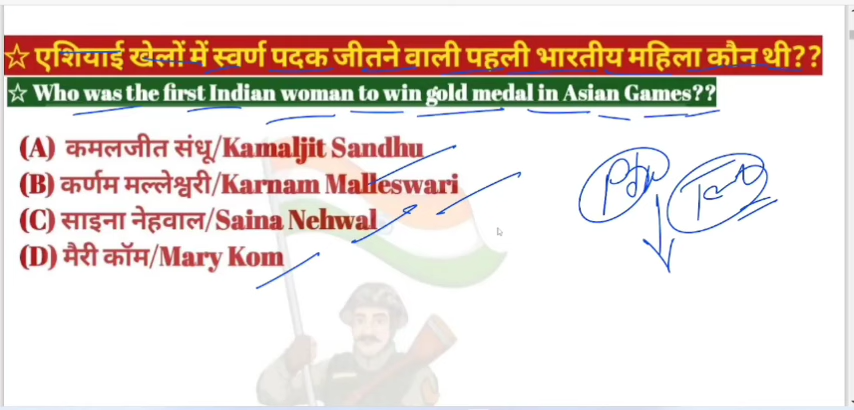 ☆ एशियाई खेलों में स्वर्ण पदक जीतने वाली पहली भारतीय महिला कौन थी??
☆ Who was the first Indian woman to win gold medal in Asian Games??
(A) कमलजीत संधू/Kamaljit Sandhu
(B) कर्णम मल्लेश्वरी/Karnam Malleswari
(C) साइना नेहवाल/Saina Nehwal
(D) मैरी कॉम/Mary Kom